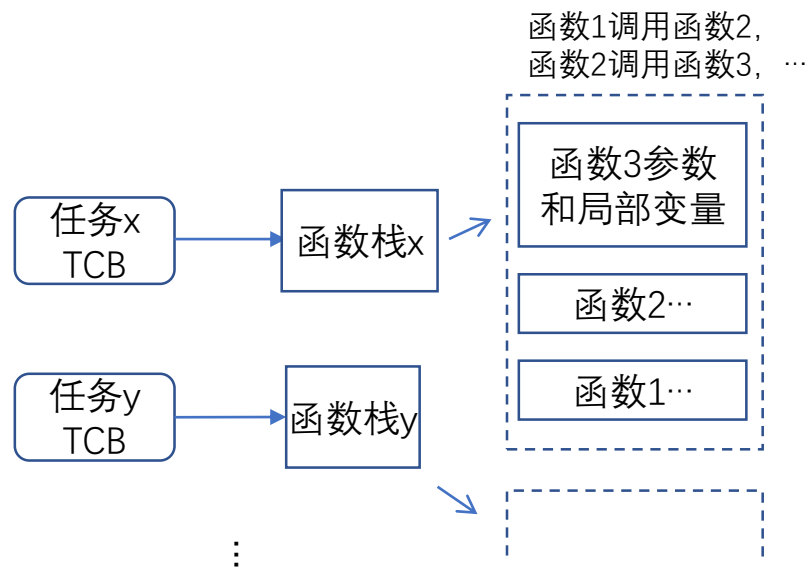 函数1调用函数2,
函数2调用函数3, ...
函数3参数
和局部变量
任务x
TCB
函数栈x
函数2...
函数1...
任务y
TCB
函数栈y
...